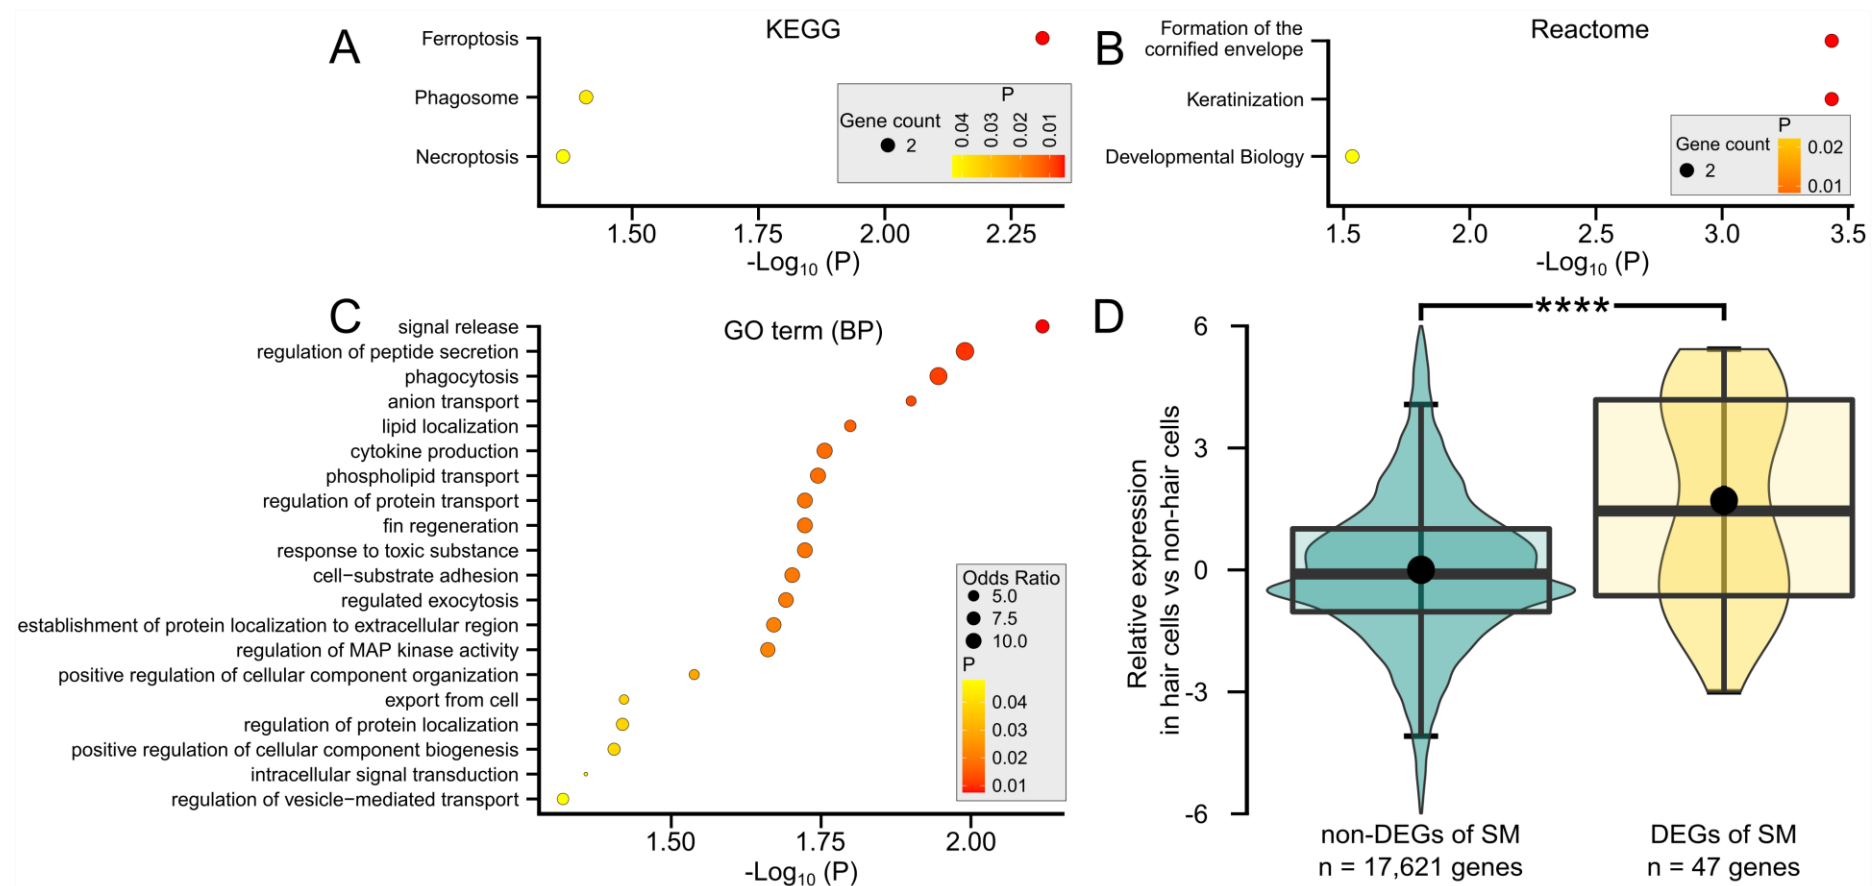 A
KEGG
Ferroptosis
Phagosome
Necroptosis
P
Gene count
2
0.04
0.03
0.02
0.01
1.50
1.75
2.00
2.25
-Log₁₀ (P)
B
Reactome
Formation of the
cornified envelope
Keratinization
Developmental Biology
P
Gene count
2
0.02
0.01
1.5
2.0
2.5
3.0
3.5
-Log₁₀ (P)
C
GO term (BP)
signal release
regulation of peptide secretion
phagocytosis
anion transport
lipid localization
cytokine production
phospholipid transport
regulation of protein transport
fin regeneration
response to toxic substance
cell−substrate adhesion
regulated exocytosis
establishment of protein localization to extracellular region
regulation of MAP kinase activity
positive regulation of cellular component organization
export from cell
regulation of protein localization
positive regulation of cellular component biogenesis
intracellular signal transduction
regulation of vesicle−mediated transport
Odds Ratio
5.0
7.5
10.0
P
0.04
0.03
0.02
0.01
1.50
1.75
2.00
-Log₁₀ (P)
D
****
Relative expression
in hair cells vs non-hair cells
6
3
0
-3
-6
non-DEGs of SM
n = 17,621 genes
DEGs of SM
n = 47 genes